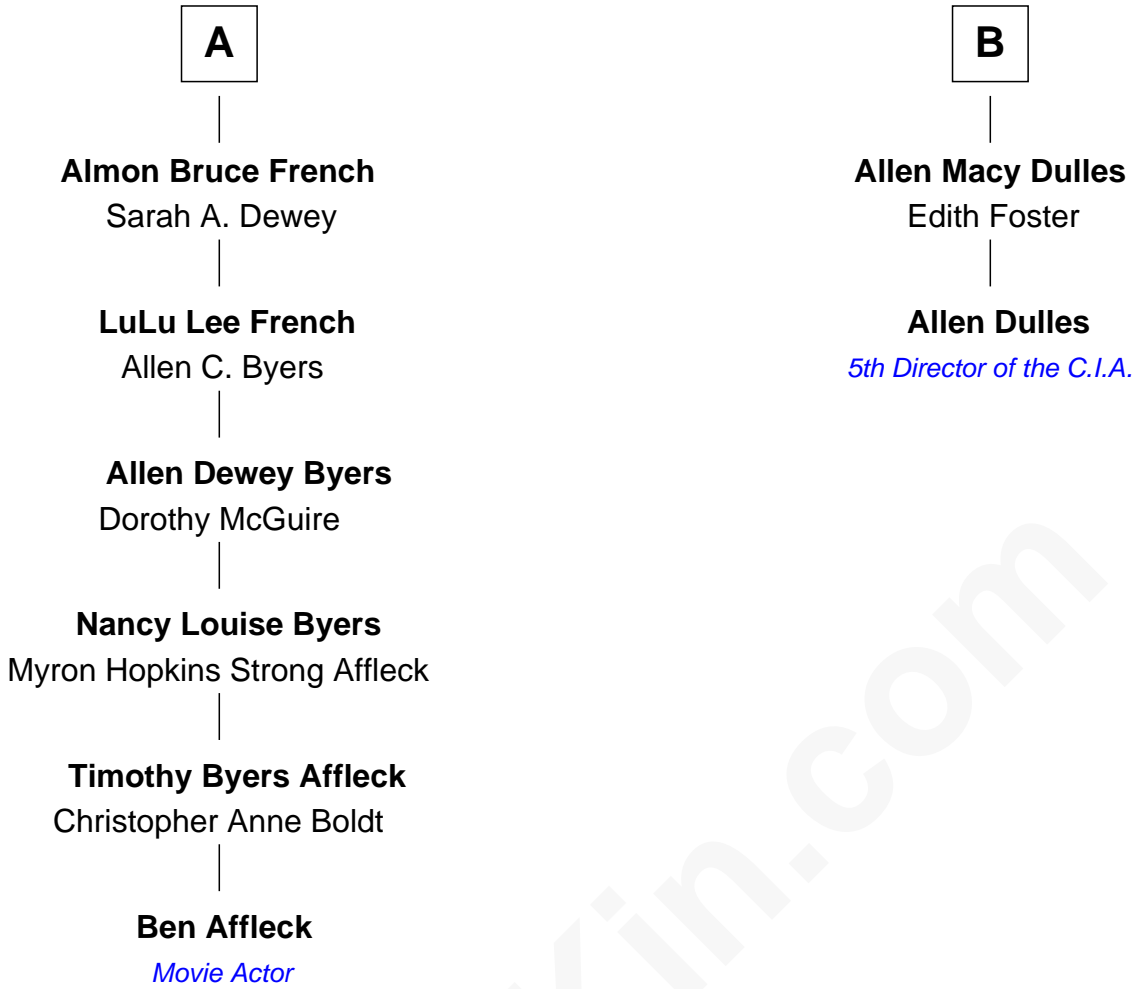 A
Almon Bruce French
Sarah A. Dewey
LuLu Lee French
Allen C. Byers
Allen Dewey Byers
Dorothy McGuire
Nancy Louise Byers
Myron Hopkins Strong Affleck
Timothy Byers Affleck
Christopher Anne Boldt
Ben Affleck
Movie Actor
B
Allen Macy Dulles
Edith Foster
Allen Dulles
5th Director of the C.I.A.
Kin.com